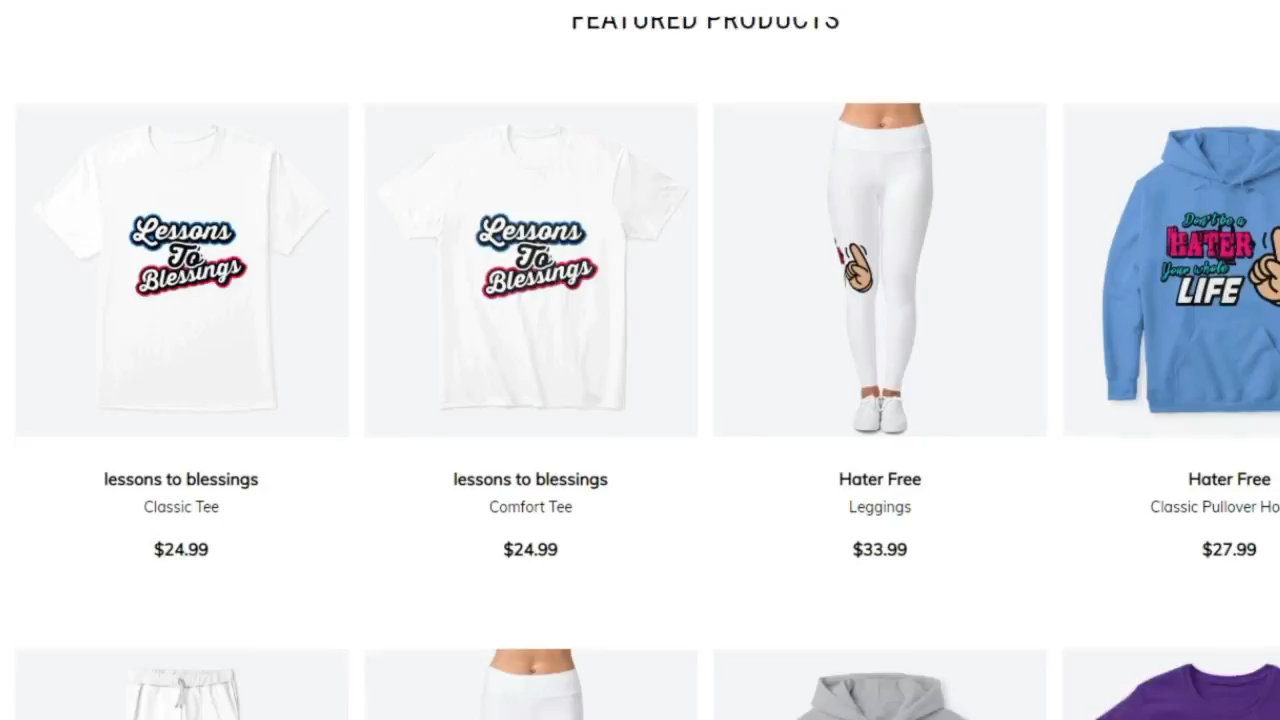 FEATURED PRODUCTS
Lessons
To
Blessings
Lessons
To
Blessings
Don't be a
HATER
Your whole
LIFE
lessons to blessings
Classic Tee
$24.99
lessons to blessings
Comfort Tee
$24.99
Hater Free
Leggings
$33.99
Hater Free
Classic Pullover Ho
$27.99